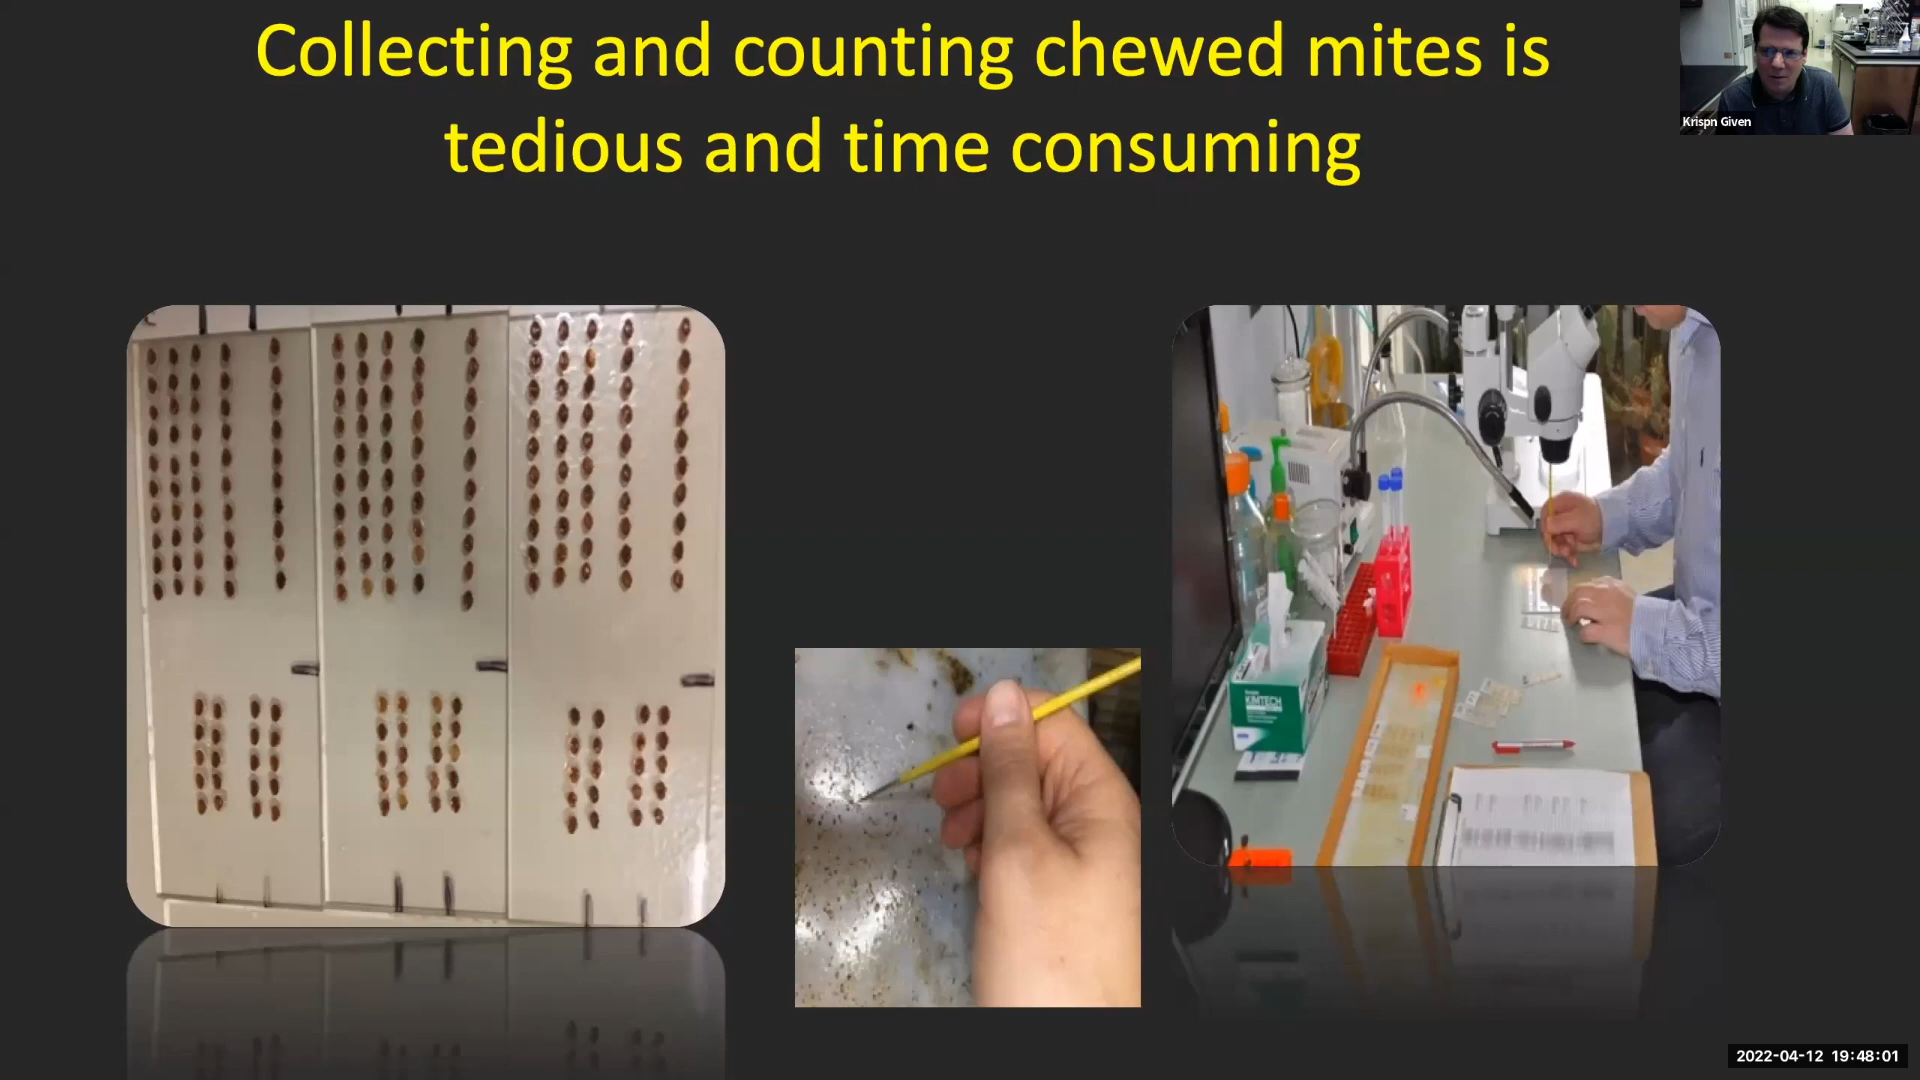 Collecting and counting chewed mites is
tedious and time consuming
Krispn Given
KIMTECH
2022-04-12 19:48:01